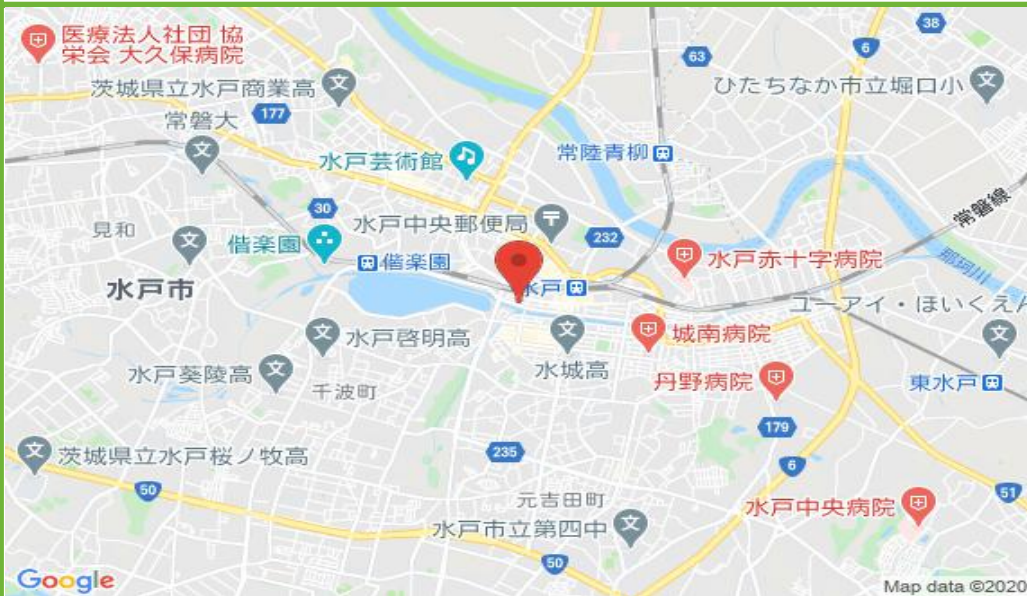 医療法人社団 協
栄会 大久保病院
38
6
63
茨城県立水戸商業高
ひたちなか市立堀口小
177
常磐大
水戸芸術館
常陸青柳
30
水戸中央郵便局
232
常磐線
見和
偕楽園
偕楽園
水戸赤十字病院
那珂川
水戸市
水戸
ユーアイ・ほいくえん
水戸啓明高
城南病院
水戸葵陵高
水城高
丹野病院
東水戸
千波町
179
茨城県立水戸桜ノ牧高
235
6
50
元吉田町
51
水戸中央病院
水戸市立第四中
50
Google
Map data ©2020